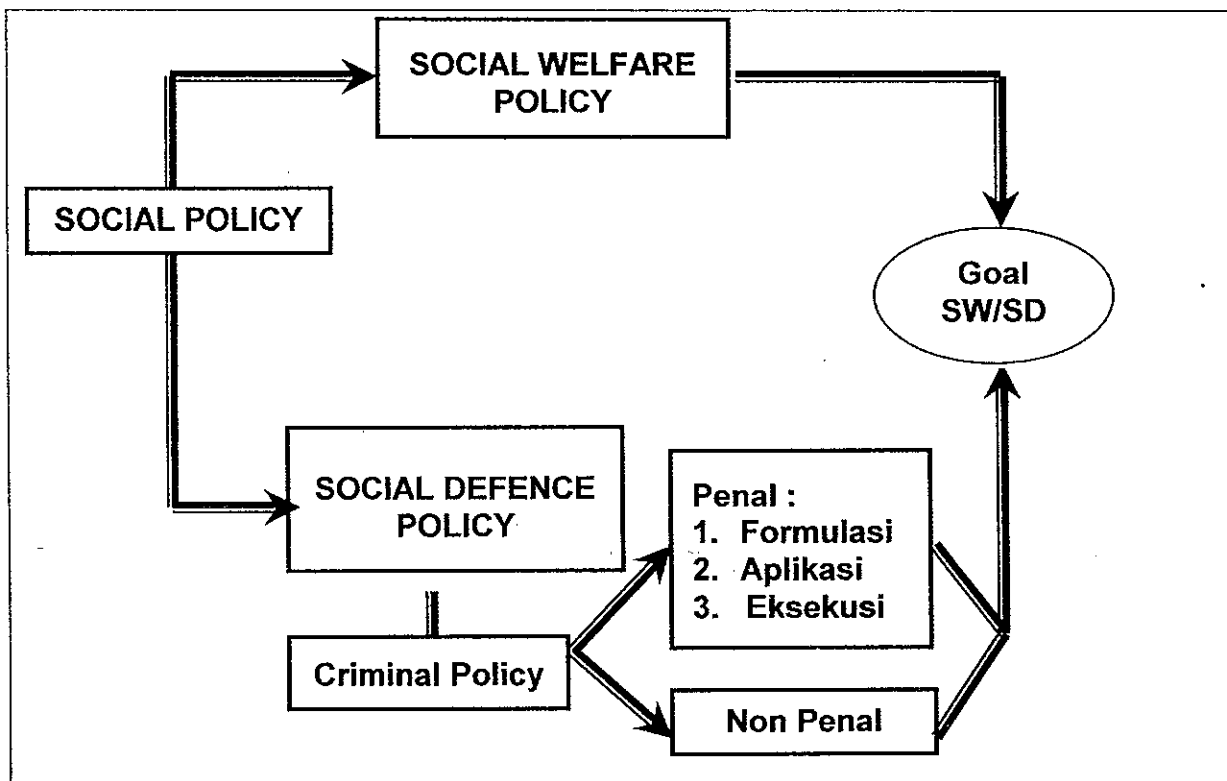 SOCIAL WELFARE
POLICY
SOCIAL POLICY
Goal
SW/SD
SOCIAL DEFENCE
POLICY
Penal :
1. Formulasi
2. Aplikasi
3. Eksekusi
Criminal Policy
Non Penal